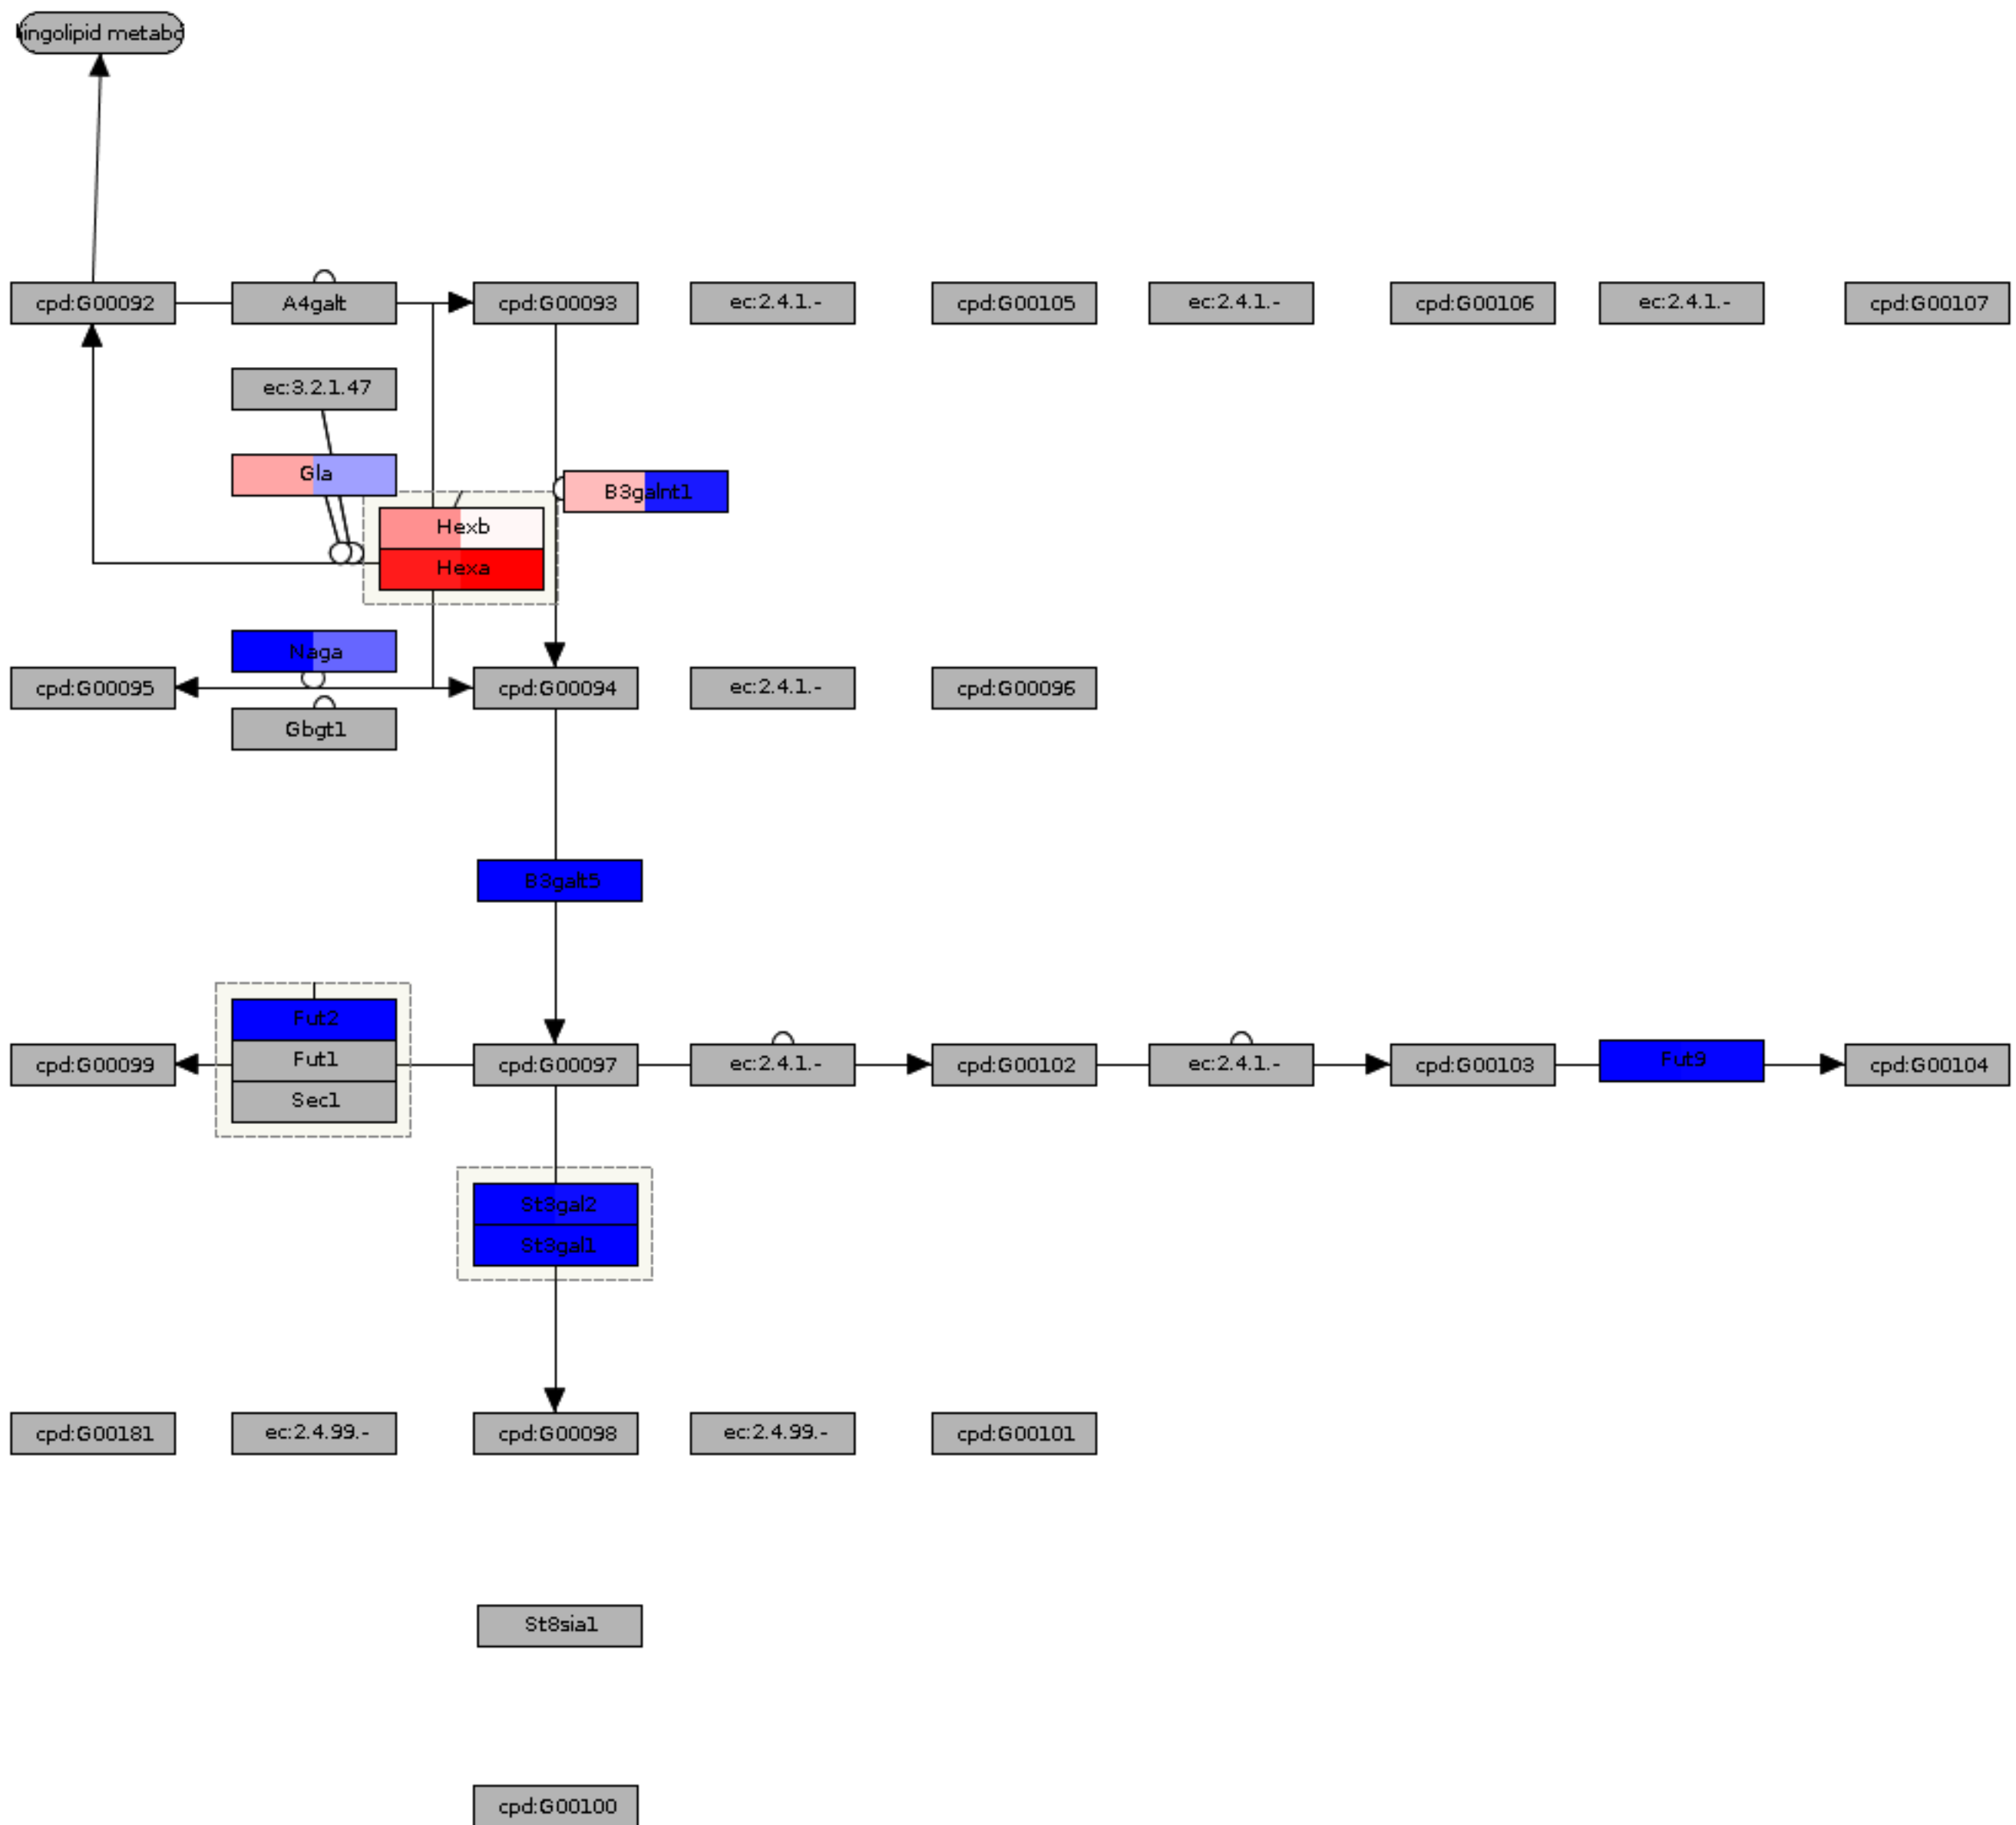 ingolipid metabo
cpd:G00092
A4galt
cpd:G00093
ec:2.4.1.-
cpd:G00105
ec:2.4.1.-
cpd:G00106
ec:2.4.1.-
cpd:G00107
ec:3.2.1.47
Gla
B3galnt1
Hexb
Hexa
Naga
cpd:G00095
cpd:G00094
ec:2.4.1.-
cpd:G00096
Gbgt1
B3galt5
Fut2
cpd:G00099
Fut1
cpd:G00097
ec:2.4.1.-
cpd:G00102
ec:2.4.1.-
cpd:G00103
Fut9
cpd:G00104
Sec1
St3gal2
St3gal1
cpd:G00181
ec:2.4.99.-
cpd:G00098
ec:2.4.99.-
cpd:G00101
St8sia1
cpd:G00100